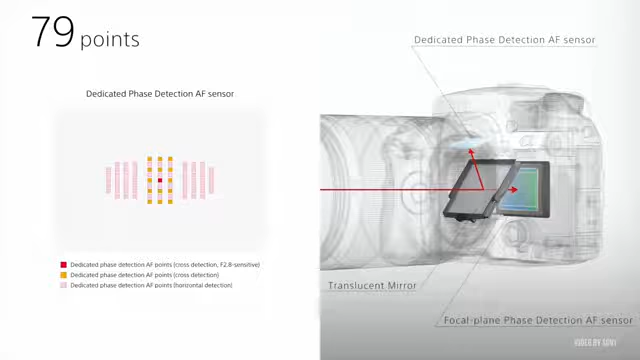 79 points
Dedicated Phase Detection AF sensor
Dedicated Phase Detection AF sensor
Dedicated phase detection AF points (cross detection, F2.8-sensitive)
Dedicated phase detection AF points (cross detection)
Dedicated phase detection AF points (horizontal detection)
Translucent Mirror
Focal-plane Phase Detection AF sensor
VIDEO BY SONY